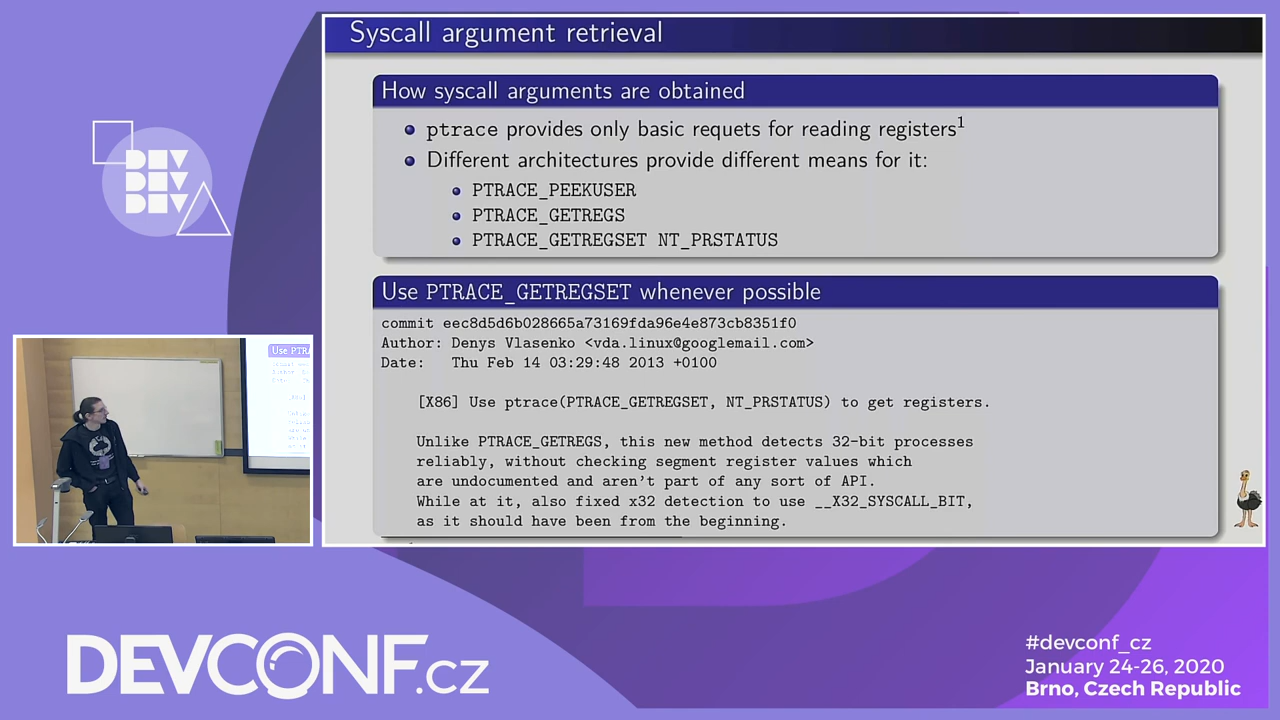 Syscall argument retrieval
How syscall arguments are obtained
ptrace provides only basic requets for reading registers1
Different architectures provide different means for it:
PTRACE_PEEKUSER
PTRACE_GETREGS
PTRACE_GETREGSET NT_PRSTATUS
Use PTRACE_GETREGSET whenever possible
commit eec8d5d6b028665a73169fda96e4e873cb8351f0
Author: Denys Vlasenko <vda.linux@googlemail.com>
Date: Thu Feb 14 03:29:48 2013 +0100
[X86] Use ptrace(PTRACE_GETREGSET, NT_PRSTATUS) to get registers.
Unlike PTRACE_GETREGS, this new method detects 32-bit processes
reliably, without checking segment register values which
are undocumented and aren't part of any sort of API.
While at it, also fixed x32 detection to use __X32_SYSCALL_BIT,
as it should have been from the beginning.
DEV
DEV
DEV
Use PTR
DEVCONF.cz
#devconf_cz
January 24-26, 2020
Brno, Czech Republic